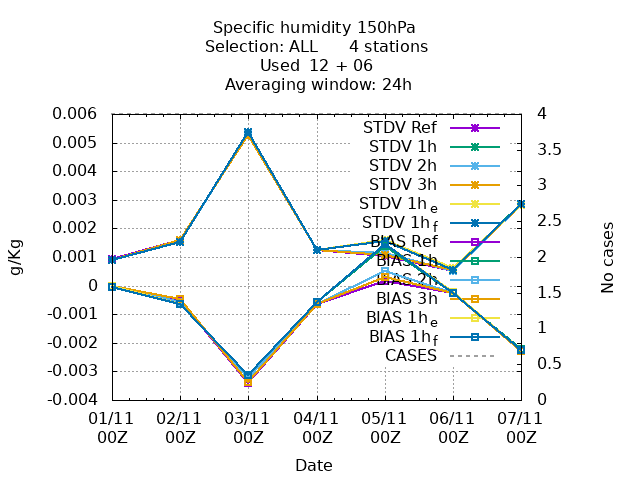 Specific humidity 150hPa
Selection: ALL 4 stations
Used 12 + 06
Averaging window: 24h
0.006
0.005
0.004
0.003
0.002
0.001
0
-0.001
-0.002
-0.003
-0.004
g/Kg
4
3.5
3
2.5
2
1.5
1
0.5
0
No cases
STDV Ref
STDV 1h
STDV 2h
STDV 3h
STDV 1h e
STDV 1h f
BIAS Ref
BIAS 1h
BIAS 2h
BIAS 3h
BIAS 1h e
BIAS 1h f
CASES
01/11 02/11 03/11 04/11 05/11 06/11 07/11
00Z 00Z 00Z 00Z 00Z 00Z 00Z
Date